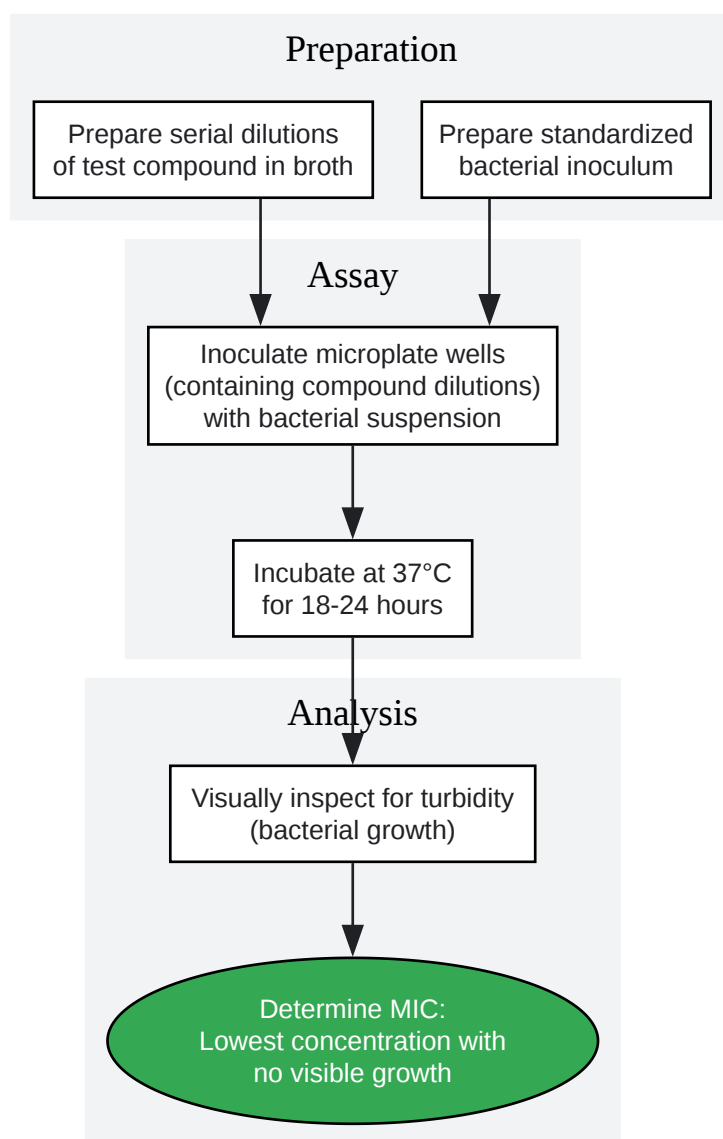 Preparation
Prepare serial dilutions
of test compound in broth
Prepare standardized
bacterial inoculum
Assay
Inoculate microplate wells
(containing compound dilutions)
with bacterial suspension
Incubate at 37°C
for 18-24 hours
Analysis
Visually inspect for turbidity
(bacterial growth)
Determine MIC:
Lowest concentration with
no visible growth